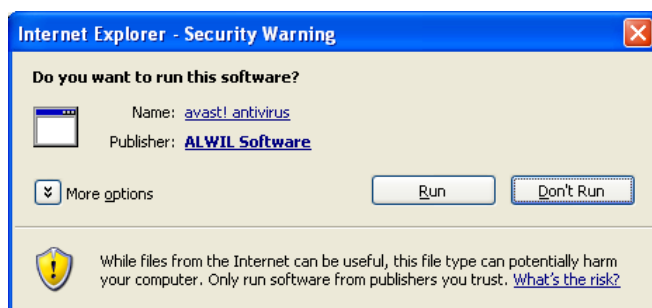 Internet Explorer - Security Warning
Do you want to run this software?
Name: avast! antivirus
Publisher: ALWIL Software
More options
Run
Don't Run
While files from the Internet can be useful, this file type can potentially harm
your computer. Only run software from publishers you trust. What's the risk?